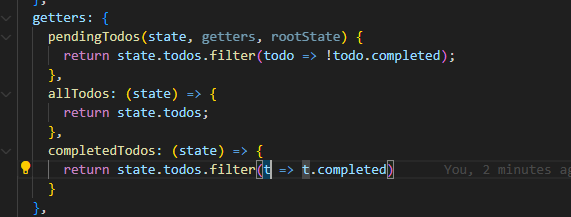 },
getters: {
pendingTodos(state, getters, rootState) {
return state.todos.filter(todo => !todo.completed);
},
allTodos: (state) => {
return state.todos;
},
completedTodos: (state) => {
return state.todos.filter(t => t.completed) You, 2 minutes ag
}
},